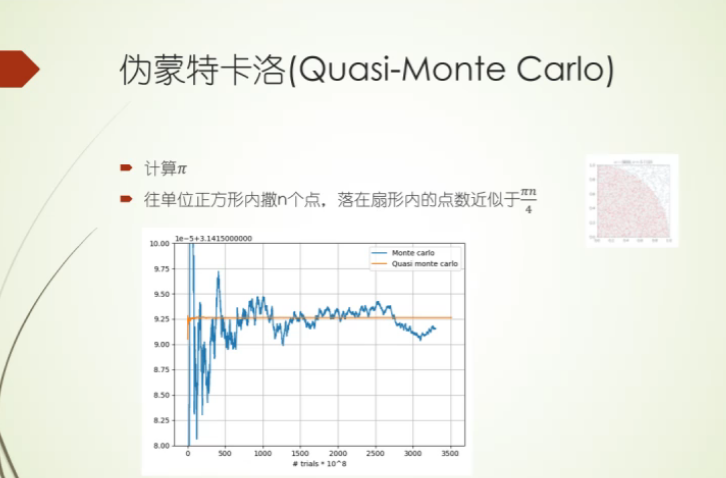 伪蒙特卡洛(Quasi-Monte Carlo)
计算π
往单位正方形内撒n个点，落在扇形内的点数近似于πn/4
1e−5+3.1415000000
Monte carlo
Quasi monte carlo
10.00
9.75
9.50
9.25
9.00
8.75
8.50
8.25
8.00
0 500 1000 1500 2000 2500 3000 3500
# trials * 10^8